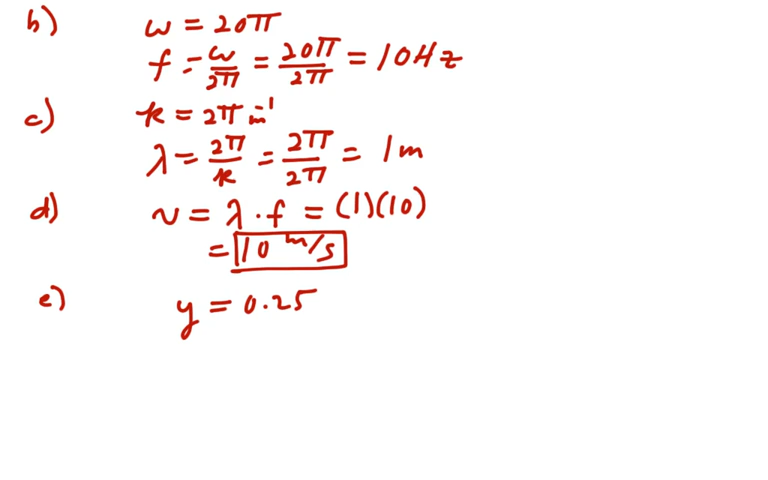 b) ω = 20π
f = ω/2π = 20π/2π = 10Hz
c) k = 2π m⁻¹
λ = 2π/k = 2π/2π = 1m
d) v = λ · f = (1)(10)
= 10 m/s
e) y = 0.25